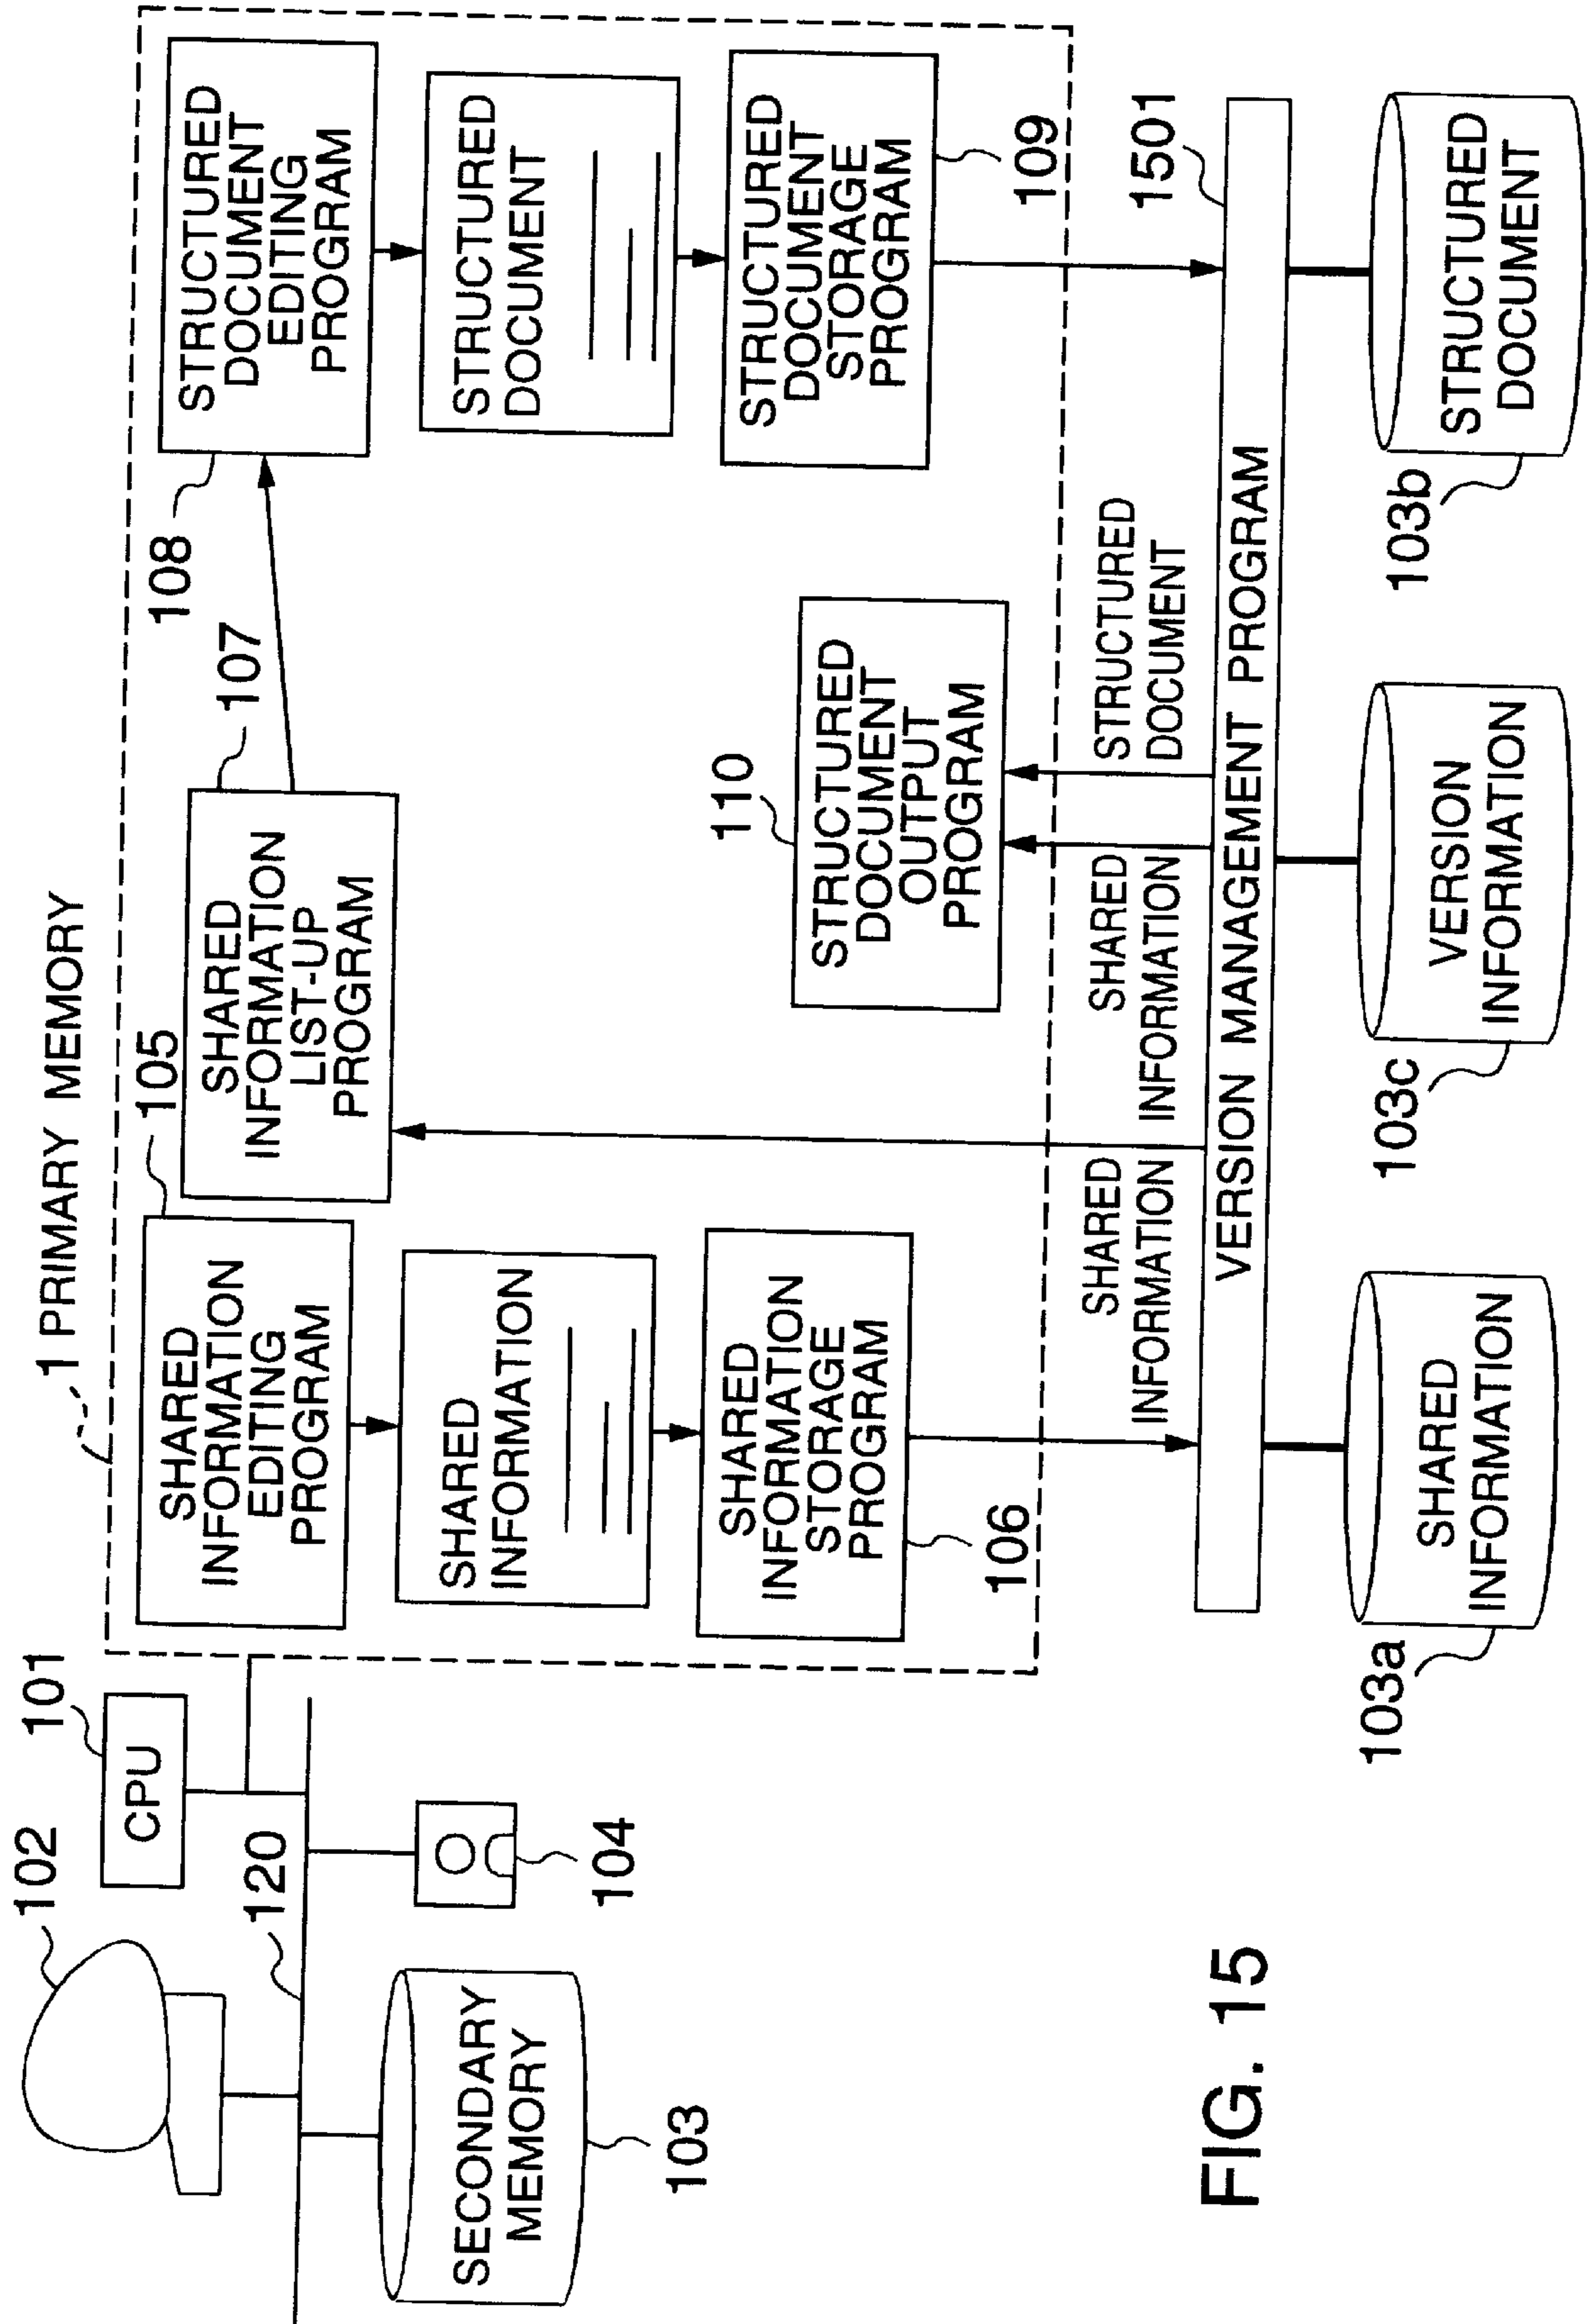 102
101
CPU
120
SECONDARY
MEMORY
103
104
1 PRIMARY MEMORY
105
SHARED
INFORMATION
EDITING
PROGRAM
SHARED
INFORMATION
SHARED
INFORMATION
STORAGE
PROGRAM
106
107
SHARED
INFORMATION
LIST-UP
PROGRAM
108
STRUCTURED
DOCUMENT
EDITING
PROGRAM
STRUCTURED
DOCUMENT
STRUCTURED
DOCUMENT
STORAGE
PROGRAM
109
110
STRUCTURED
DOCUMENT
OUTPUT
PROGRAM
SHARED
INFORMATION
SHARED
INFORMATION
STRUCTURED
DOCUMENT
1501
VERSION MANAGEMENT PROGRAM
103a
SHARED
INFORMATION
103c
VERSION
INFORMATION
103b
STRUCTURED
DOCUMENT
FIG. 15